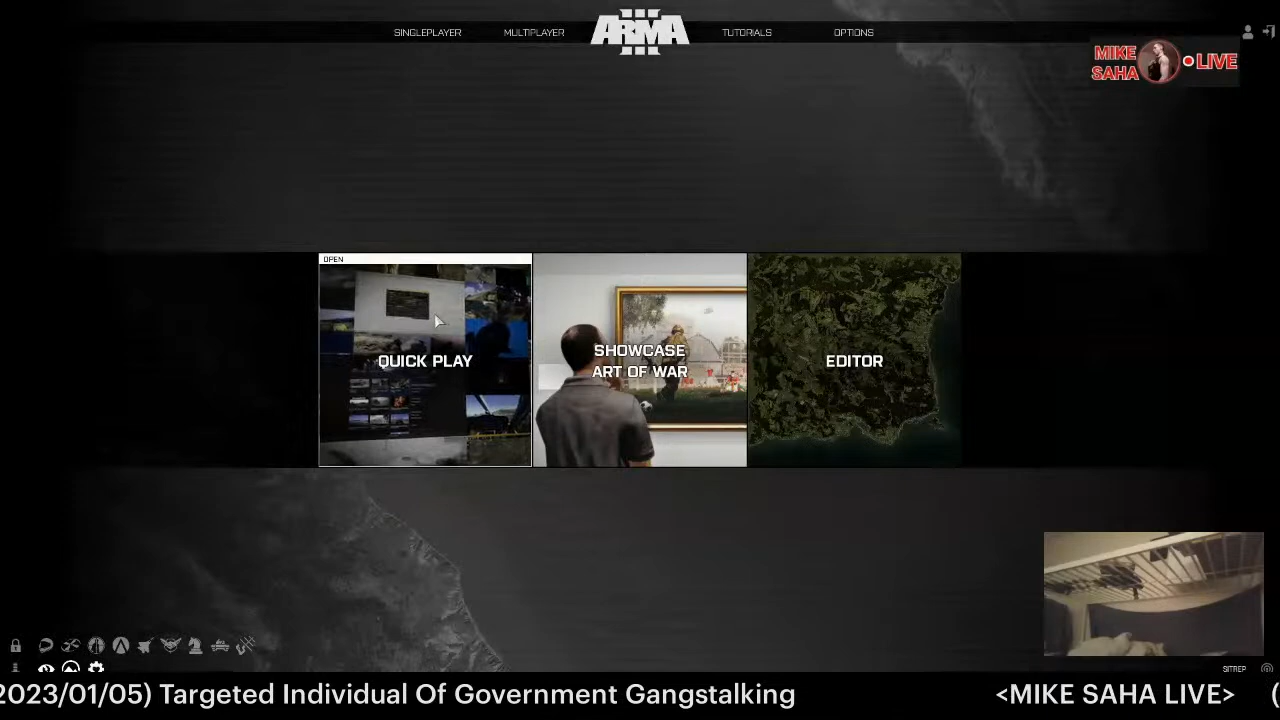 SINGLEPLAYER
MULTIPLAYER
ARMA III
TUTORIALS
OPTIONS
MIKE SAHA
LIVE
OPEN
QUICK PLAY
SHOWCASE
ART OF WAR
EDITOR
SITREP
2023/01/05) Targeted Individual Of Government Gangstalking
<MIKE SAHA LIVE>
(